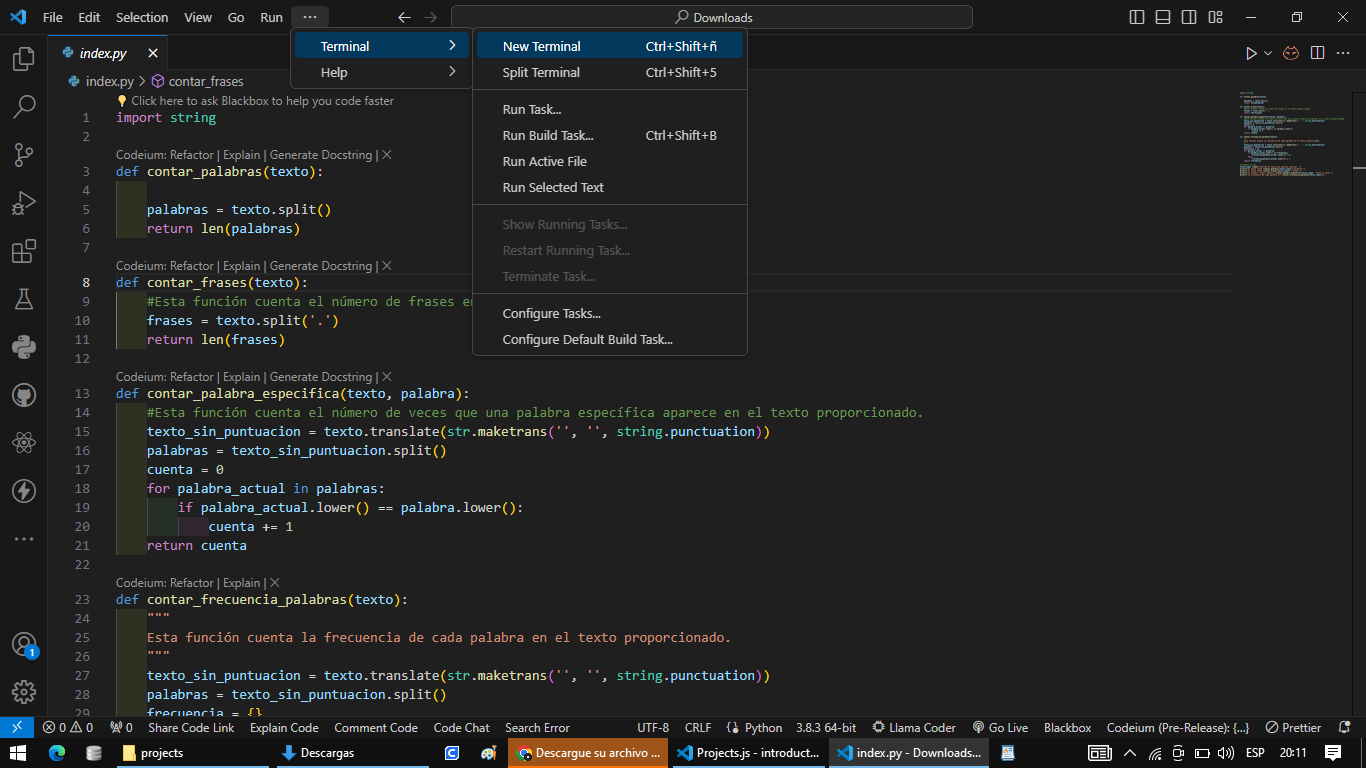 File Edit Selection View Go Run ··· Downloads
index.py
index.py > contar_frases
Click here to ask Blackbox to help you code faster
1 import string
2
Codeium: Refactor | Explain | Generate Docstring | X
3 def contar_palabras(texto):
4
5 palabras = texto.split()
6 return len(palabras)
7
Codeium: Refactor | Explain | Generate Docstring | X
8 def contar_frases(texto):
9 #Esta función cuenta el número de frases en
10 frases = texto.split('.')
11 return len(frases)
12
Codeium: Refactor | Explain | Generate Docstring | X
13 def contar_palabra_especifica(texto, palabra):
14 #Esta función cuenta el número de veces que una palabra específica aparece en el texto proporcionado.
15 texto_sin_puntuacion = texto.translate(str.maketrans('', '', string.punctuation))
16 palabras = texto_sin_puntuacion.split()
17 cuenta = 0
18 for palabra_actual in palabras:
19 if palabra_actual.lower() == palabra.lower():
20 cuenta += 1
21 return cuenta
22
Codeium: Refactor | Explain | X
23 def contar_frecuencia_palabras(texto):
24 """
25 Esta función cuenta la frecuencia de cada palabra en el texto proporcionado.
26 """
27 texto_sin_puntuacion = texto.translate(str.maketrans('', '', string.punctuation))
28 palabras = texto_sin_puntuacion.split()
29 frecuencia = {}
Terminal
Help
New Terminal Ctrl+Shift+ñ
Split Terminal Ctrl+Shift+5
Run Task...
Run Build Task... Ctrl+Shift+B
Run Active File
Run Selected Text
Show Running Tasks...
Restart Running Task...
Terminate Task...
Configure Tasks...
Configure Default Build Task...
1
0 0 0 Share Code Link Explain Code Comment Code Code Chat Search Error UTF-8 CRLF Python 3.8.3 64-bit Llama Coder Go Live Blackbox Codeium (Pre-Release): {...} Prettier
projects Descargas Descargue su archivo ... Projects.js - introduct... index.py - Downloads... ESP 20:11